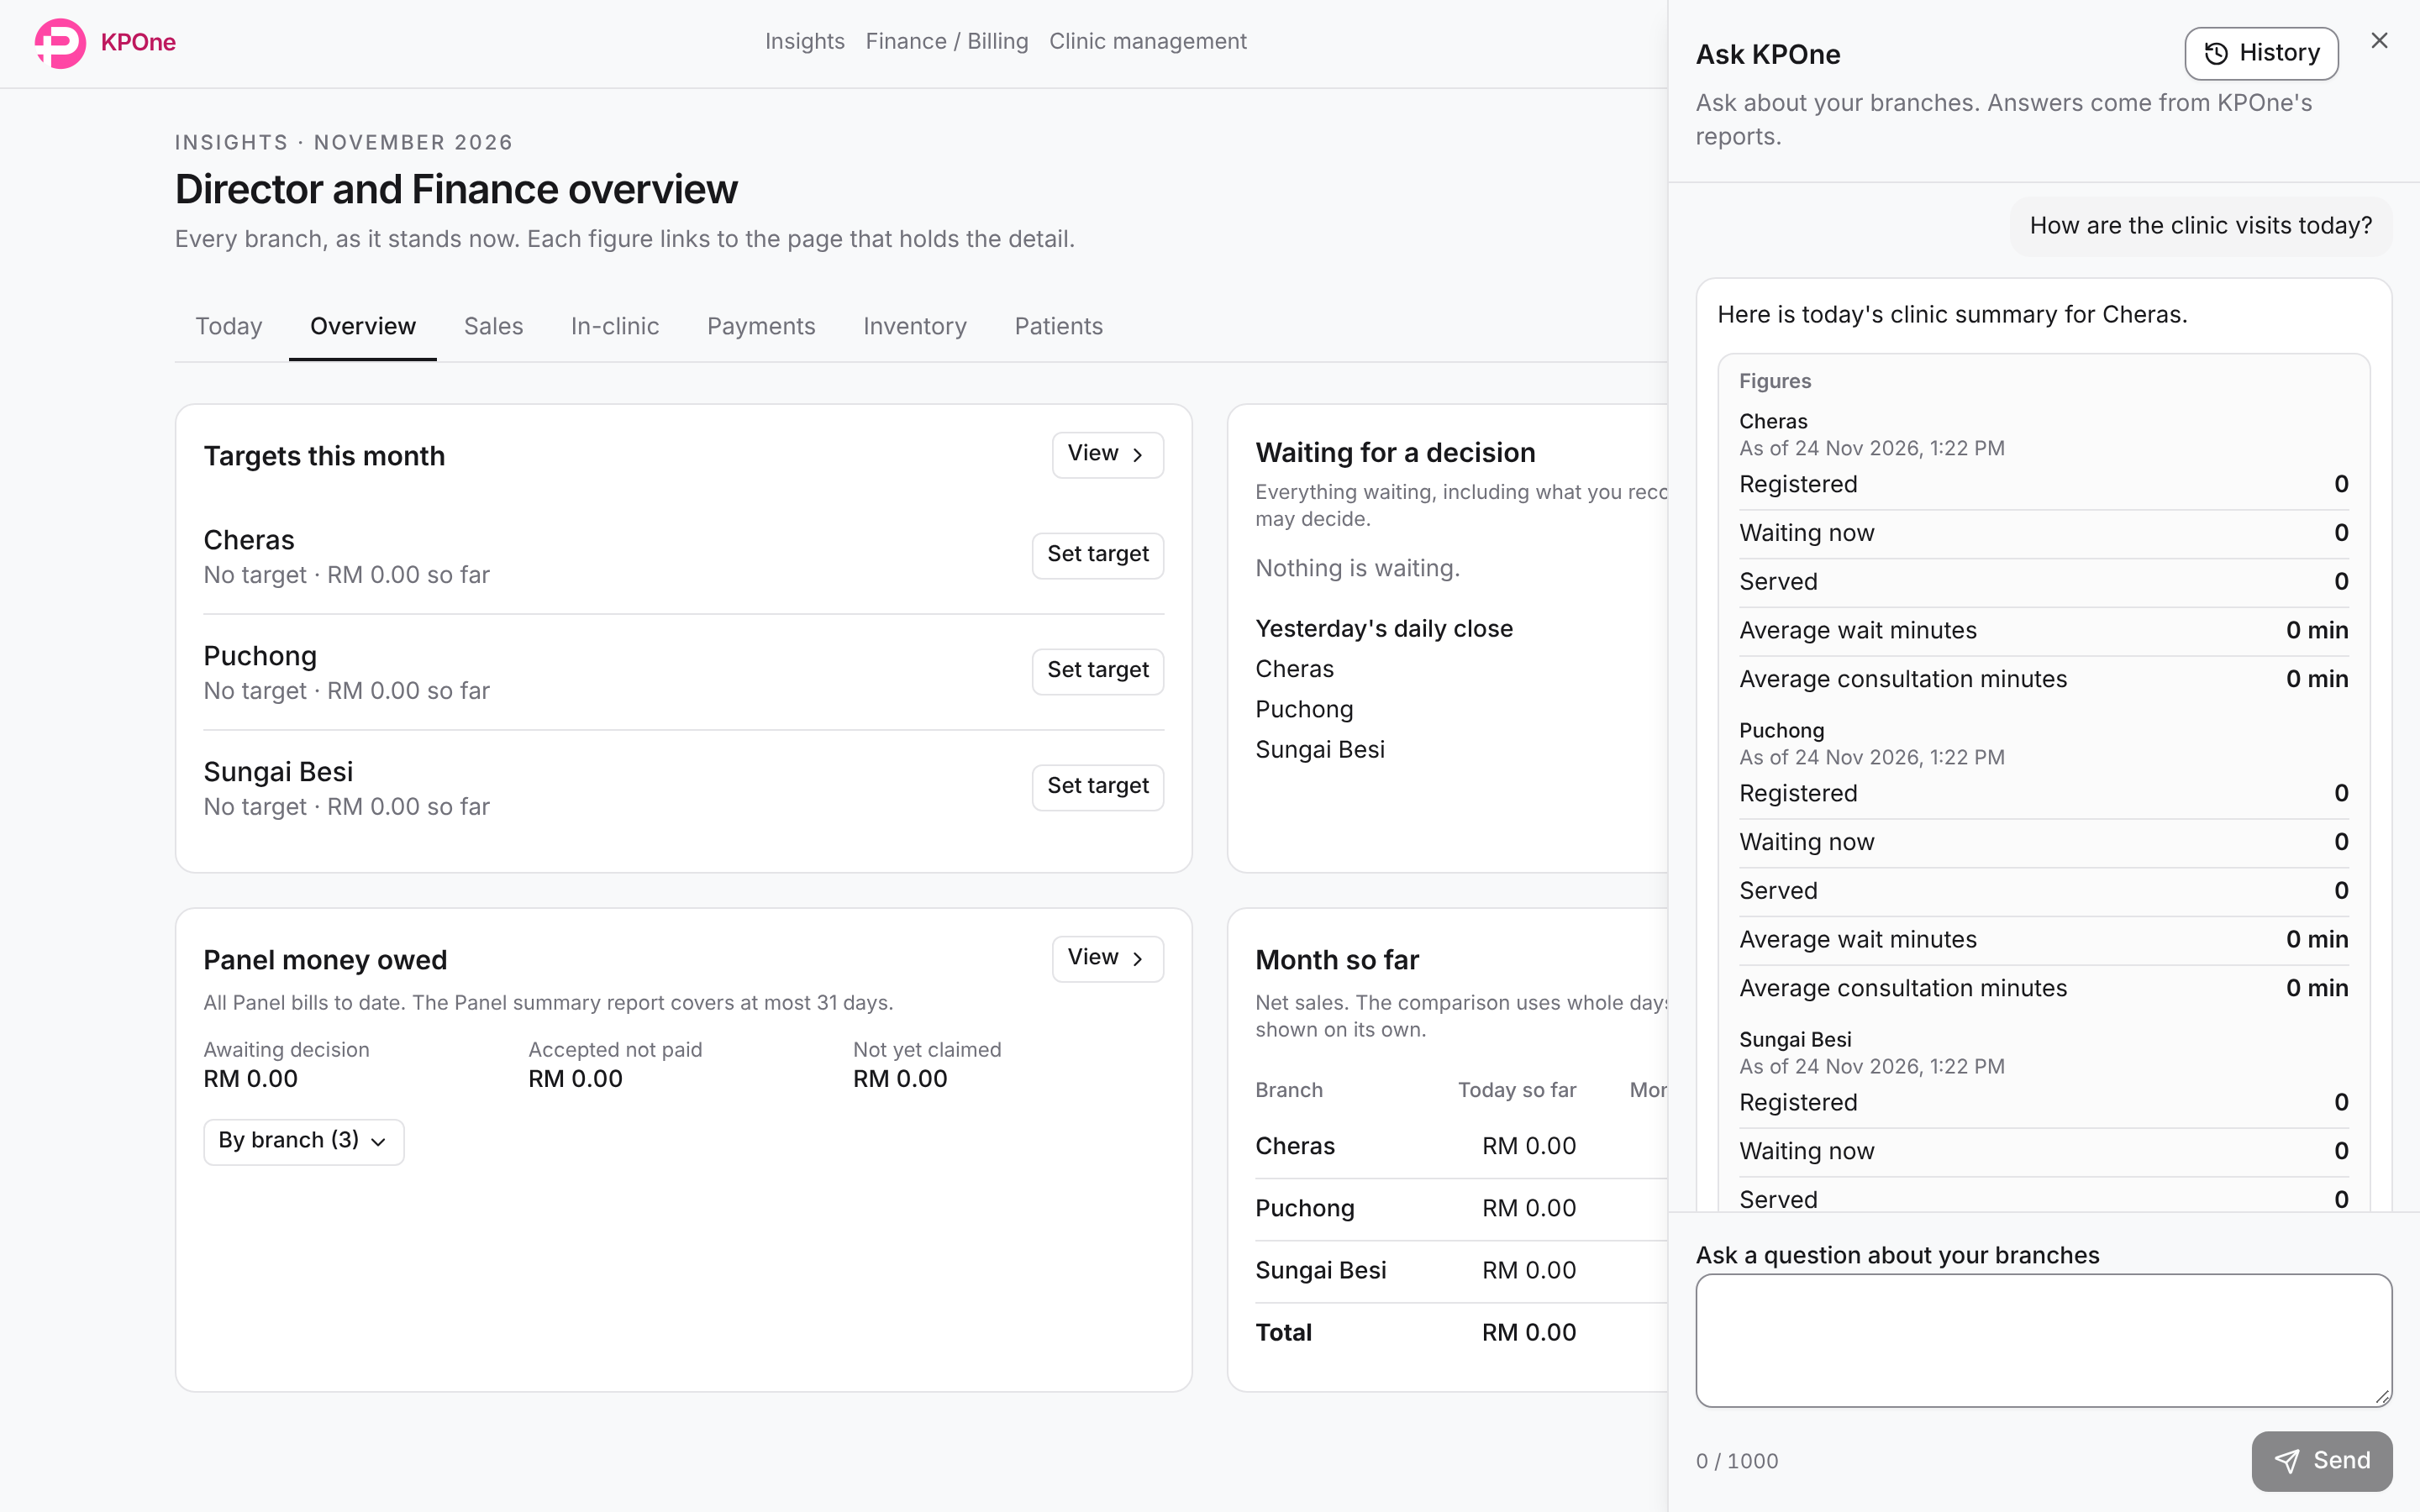 KPOne
Insights
Finance / Billing
Clinic management
INSIGHTS · NOVEMBER 2026
Director and Finance overview
Every branch, as it stands now. Each figure links to the page that holds the detail.
Today
Overview
Sales
In-clinic
Payments
Inventory
Patients
Targets this month
View
Cheras
No target · RM 0.00 so far
Set target
Puchong
No target · RM 0.00 so far
Set target
Sungai Besi
No target · RM 0.00 so far
Set target
Waiting for a decision
Everything waiting, including what you reco
may decide.
Nothing is waiting.
Yesterday's daily close
Cheras
Puchong
Sungai Besi
Panel money owed
View
All Panel bills to date. The Panel summary report covers at most 31 days.
Awaiting decision
RM 0.00
Accepted not paid
RM 0.00
Not yet claimed
RM 0.00
By branch (3)
Month so far
Net sales. The comparison uses whole days
shown on its own.
Branch Today so far Mor
Cheras RM 0.00
Puchong RM 0.00
Sungai Besi RM 0.00
Total RM 0.00
Ask KPOne
History
Ask about your branches. Answers come from KPOne's
reports.
How are the clinic visits today?
Here is today's clinic summary for Cheras.
Figures
Cheras
As of 24 Nov 2026, 1:22 PM
Registered 0
Waiting now 0
Served 0
Average wait minutes 0 min
Average consultation minutes 0 min
Puchong
As of 24 Nov 2026, 1:22 PM
Registered 0
Waiting now 0
Served 0
Average wait minutes 0 min
Average consultation minutes 0 min
Sungai Besi
As of 24 Nov 2026, 1:22 PM
Registered 0
Waiting now 0
Served 0
Ask a question about your branches
0 / 1000
Send